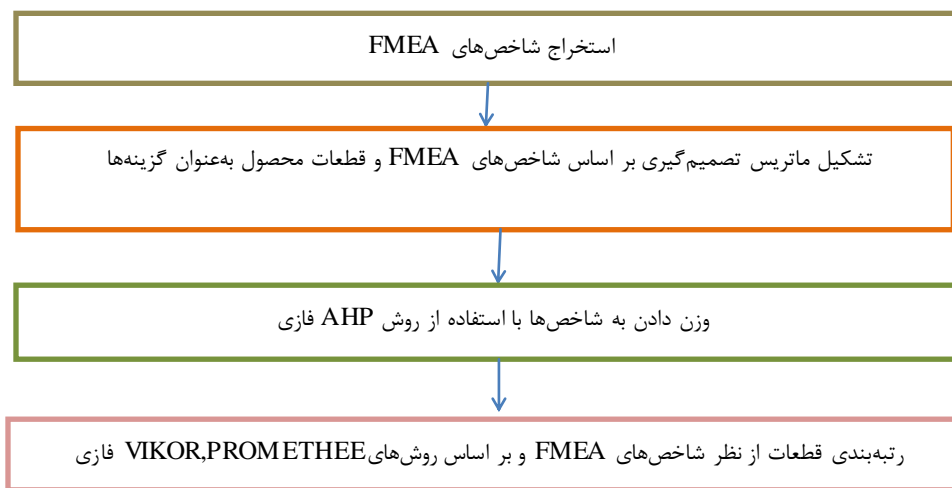 استخراج شاخص‌های FMEA
تشکیل ماتریس تصمیم‌گیری بر اساس شاخص‌های FMEA و قطعات محصول به‌عنوان گزینه‌ها
وزن دادن به شاخص‌ها با استفاده از روش AHP فازی
رتبه‌بندی قطعات از نظر شاخص‌های FMEA و بر اساس روش‌های VIKOR,PROMETHEE فازی